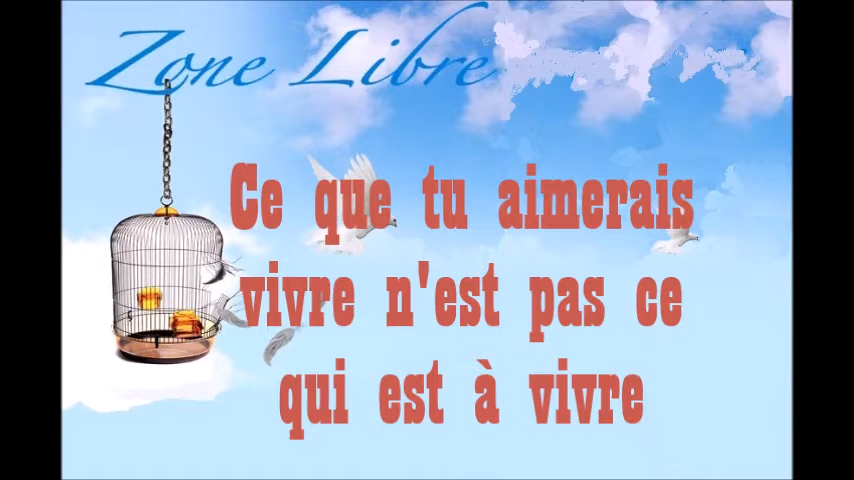 Zone Libre
Ce que tu aimerais
vivre n'est pas ce
qui est à vivre